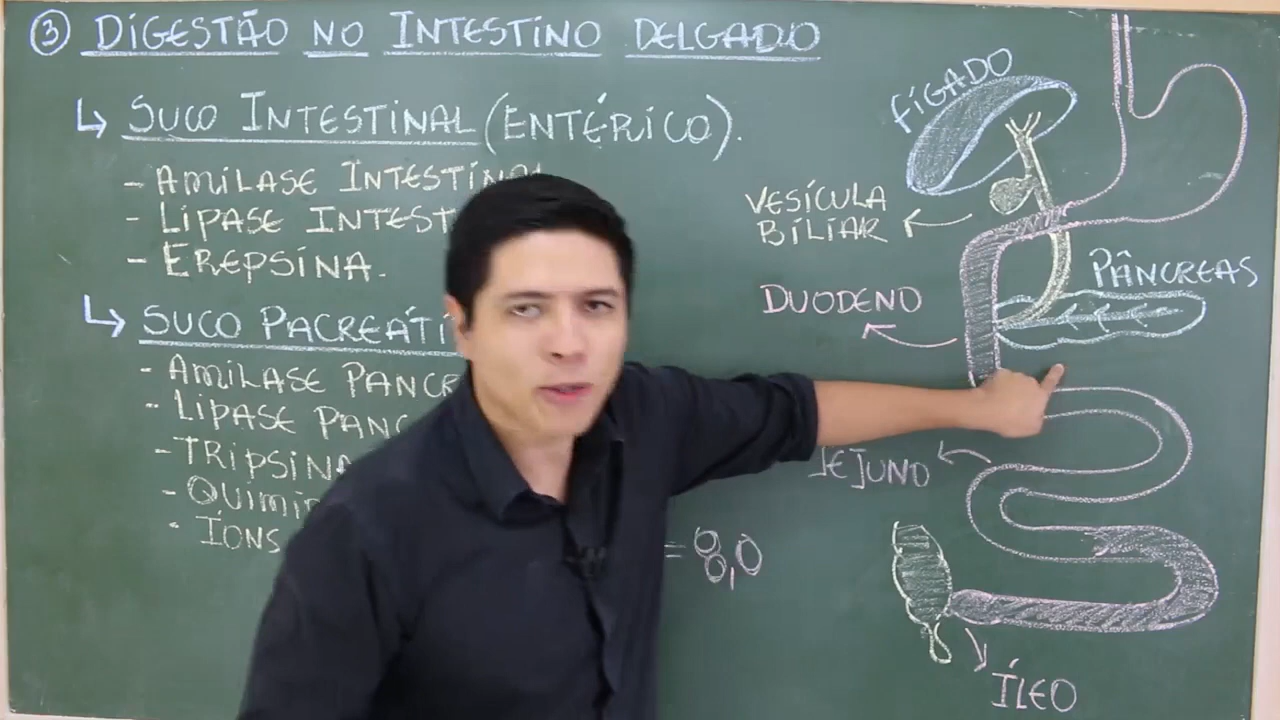 ③ DIGESTÃO NO INTESTINO DELGADO
↳ SUCO INTESTINAL (ENTÉRICO).
- AMILASE INTESTINA
- LIPASE INTEST
- EREPSINA.
↳ SUCO PACREÁTI
- AMILASE PANCR
- LIPASE PANC
- TRIPSINA
- QUIMI
· ÍONS
= 8,0
FÍGADO
VESÍCULA
BILIAR
PÂNCREAS
DUODENO
JEJUNO
ÍLEO